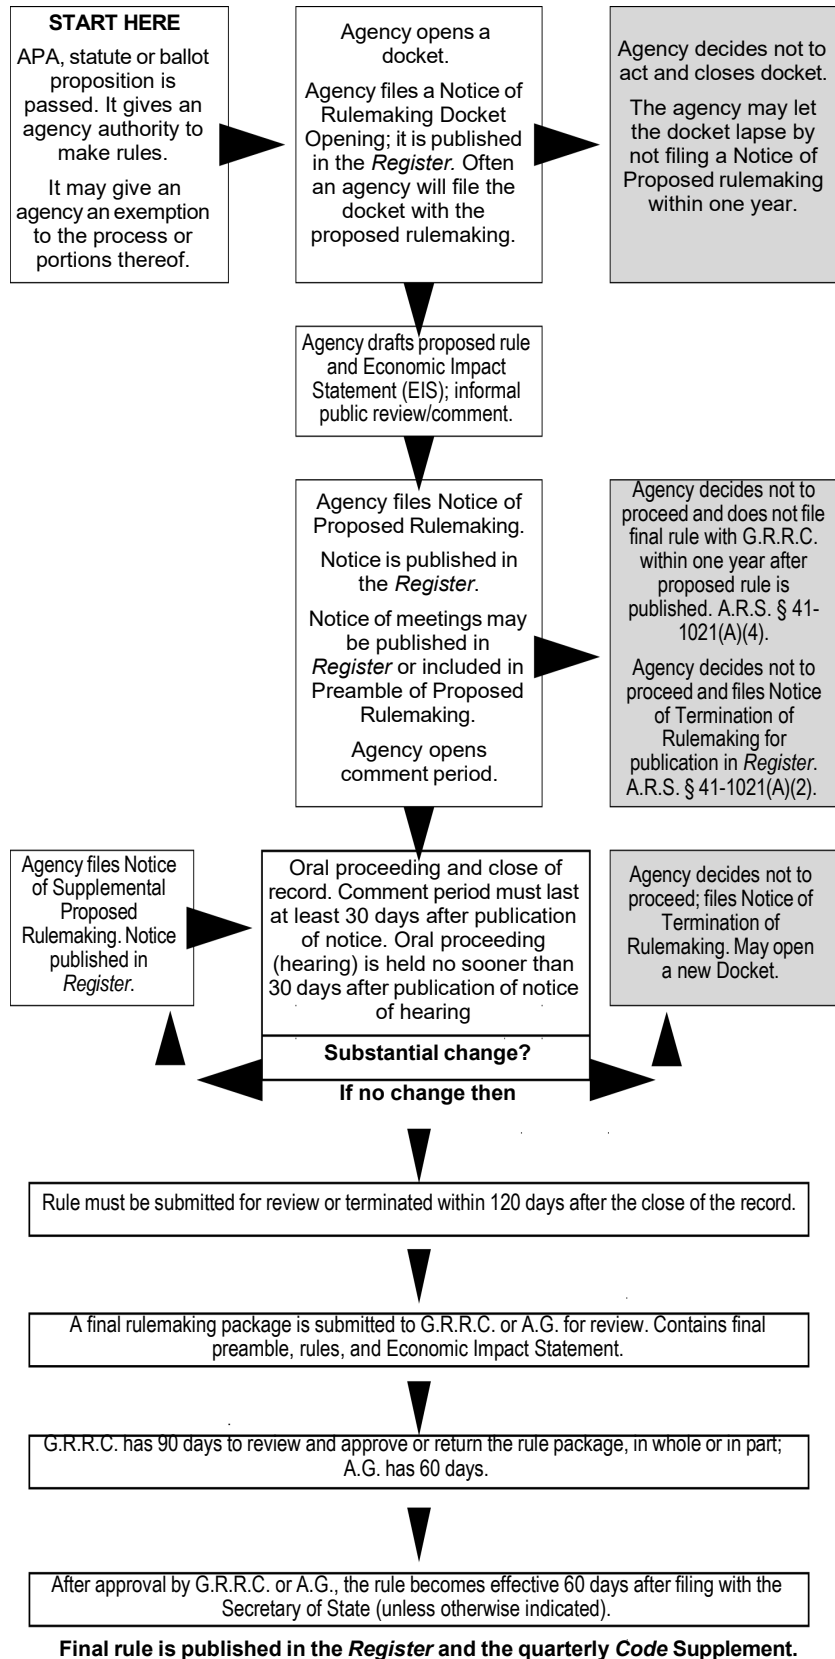 START HERE
APA, statute or ballot
proposition is
passed. It gives an
agency authority to
make rules.
It may give an
agency an exemption
to the process or
portions thereof.
Agency opens a
docket.
Agency files a Notice of
Rulemaking Docket
Opening; it is published
in the Register. Often
an agency will file the
docket with the
proposed rulemaking.
Agency decides not to
act and closes docket.
The agency may let
the docket lapse by
not filing a Notice of
Proposed rulemaking
within one year.
Agency drafts proposed rule
and Economic Impact
Statement (EIS); informal
public review/comment.
Agency files Notice of
Proposed Rulemaking.
Notice is published in
the Register.
Notice of meetings may
be published in
Register or included in
Preamble of Proposed
Rulemaking.
Agency opens
comment period.
Agency decides not to
proceed and does not file
final rule with G.R.R.C.
within one year after
proposed rule is
published. A.R.S. § 41-
1021(A)(4).
Agency decides not to
proceed and files Notice
of Termination of
Rulemaking for
publication in Register.
A.R.S. § 41-1021(A)(2).
Agency files Notice
of Supplemental
Proposed
Rulemaking. Notice
published in
Register.
Oral proceeding and close of
record. Comment period must last
at least 30 days after publication
of notice. Oral proceeding
(hearing) is held no sooner than
30 days after publication of notice
of hearing
Agency decides not to
proceed; files Notice of
Termination of
Rulemaking. May open
a new Docket.
Substantial change?
If no change then
Rule must be submitted for review or terminated within 120 days after the close of the record.
A final rulemaking package is submitted to G.R.R.C. or A.G. for review. Contains final
preamble, rules, and Economic Impact Statement.
G.R.R.C. has 90 days to review and approve or return the rule package, in whole or in part;
A.G. has 60 days.
After approval by G.R.R.C. or A.G., the rule becomes effective 60 days after filing with the
Secretary of State (unless otherwise indicated).
Final rule is published in the Register and the quarterly Code Supplement.